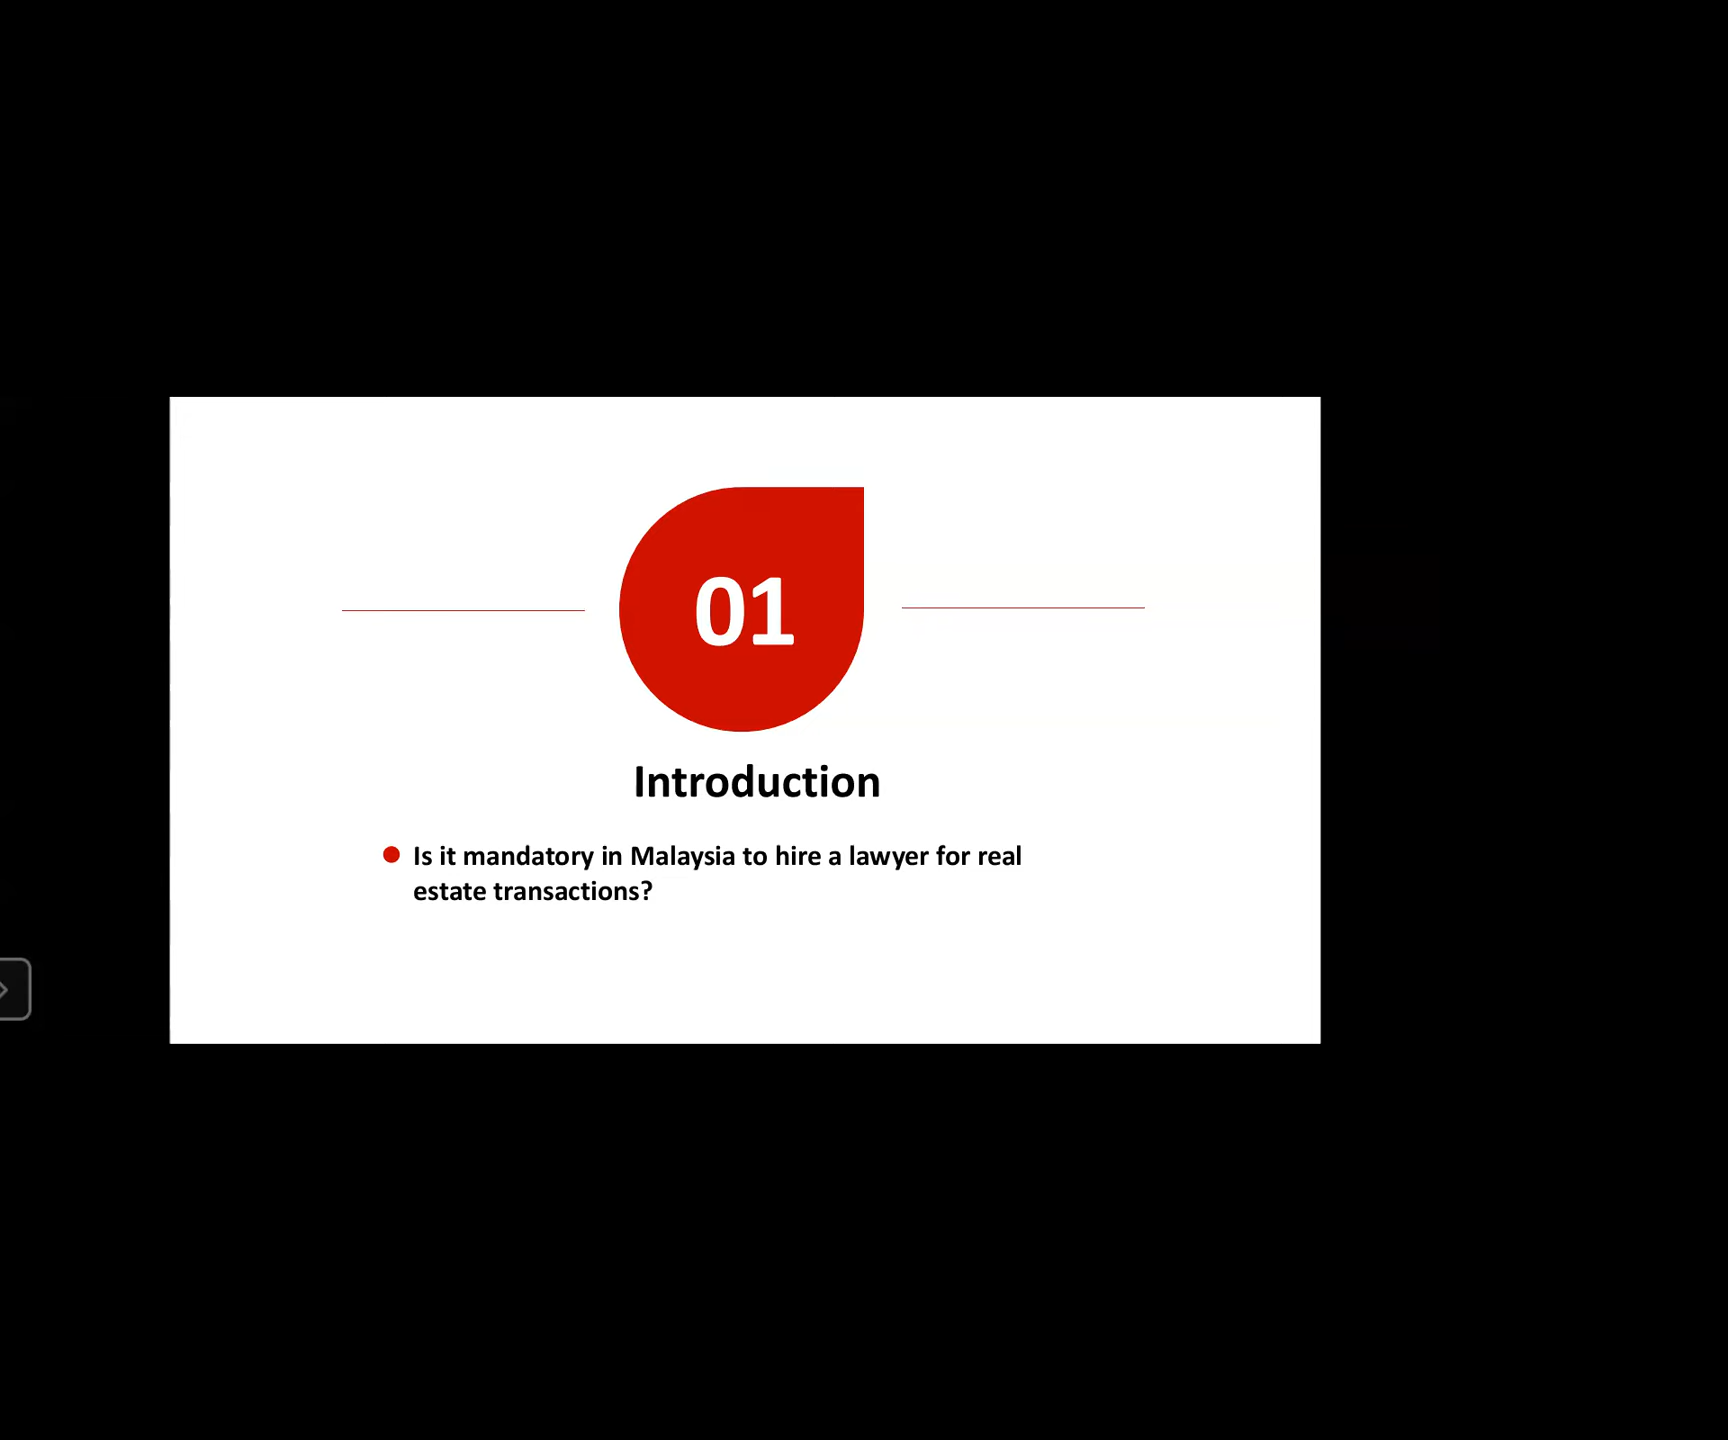 01
Introduction
Is it mandatory in Malaysia to hire a lawyer for real
estate transactions?